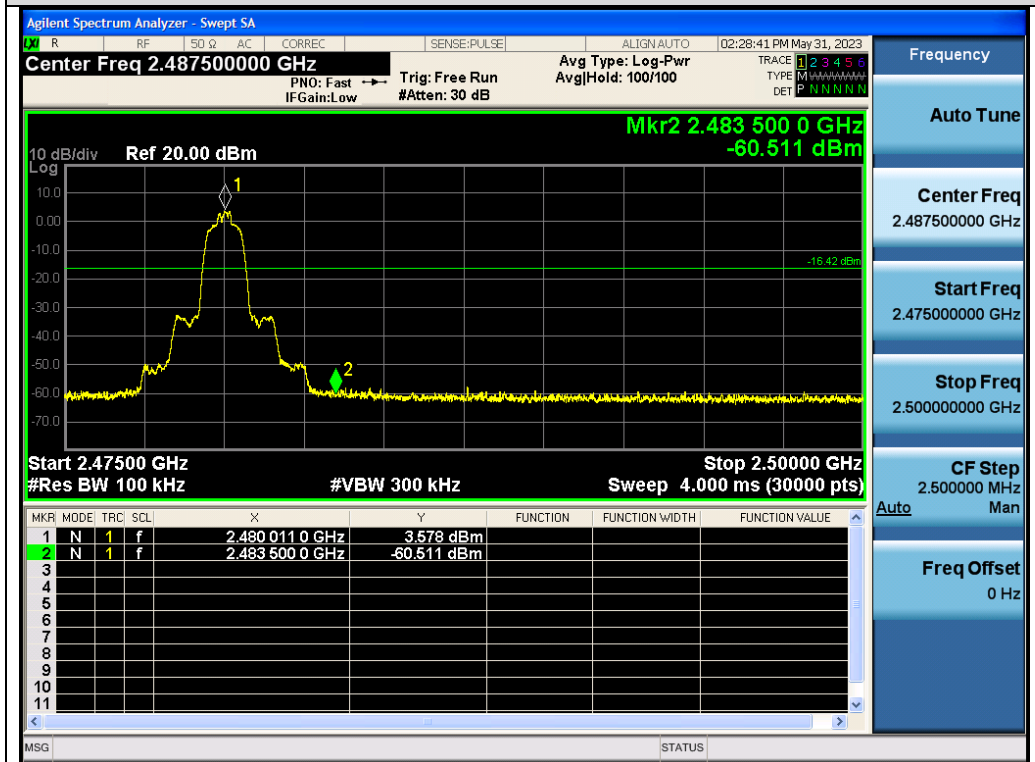 Agilent Spectrum Analyzer - Swept SA
LXI R RF 50 Ω AC CORREC SENSE:PULSE ALIGN AUTO 02:28:41 PM May 31, 2023
Center Freq 2.487500000 GHz
PNO: Fast
IFGain:Low
Trig: Free Run
#Atten: 30 dB
Avg Type: Log-Pwr
Avg|Hold: 100/100
TRACE 1 2 3 4 5 6
TYPE M WWWWW
DET P N N N N N
Mkr2 2.483 500 0 GHz
-60.511 dBm
10 dB/div Ref 20.00 dBm
Log
10.0
0.00
-10.0
-20.0
-30.0
-40.0
-50.0
-60.0
-70.0
1
-16.42 dBm
2
Start 2.47500 GHz Stop 2.50000 GHz
#Res BW 100 kHz #VBW 300 kHz Sweep 4.000 ms (30000 pts)
MKR MODE TRC SCL X Y FUNCTION FUNCTION WIDTH FUNCTION VALUE
1 N 1 f 2.480 011 0 GHz 3.578 dBm
2 N 1 f 2.483 500 0 GHz -60.511 dBm
3
4
5
6
7
8
9
10
11
MSG STATUS
Frequency
Auto Tune
Center Freq
2.487500000 GHz
Start Freq
2.475000000 GHz
Stop Freq
2.500000000 GHz
CF Step
2.500000 MHz
Auto Man
Freq Offset
0 Hz